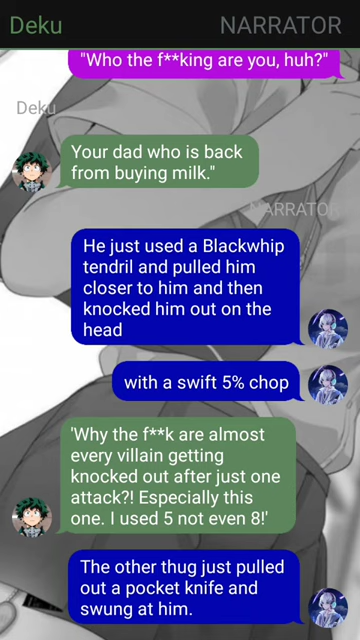 Deku
NARRATOR
"Who the f**king are you, huh?"
Deku
Your dad who is back
from buying milk."
NARRATOR
He just used a Blackwhip
tendril and pulled him
closer to him and then
knocked him out on the
head
with a swift 5% chop
'Why the f**k are almost
every villain getting
knocked out after just one
attack?! Especially this
one. I used 5 not even 8!'
The other thug just pulled
out a pocket knife and
swung at him.